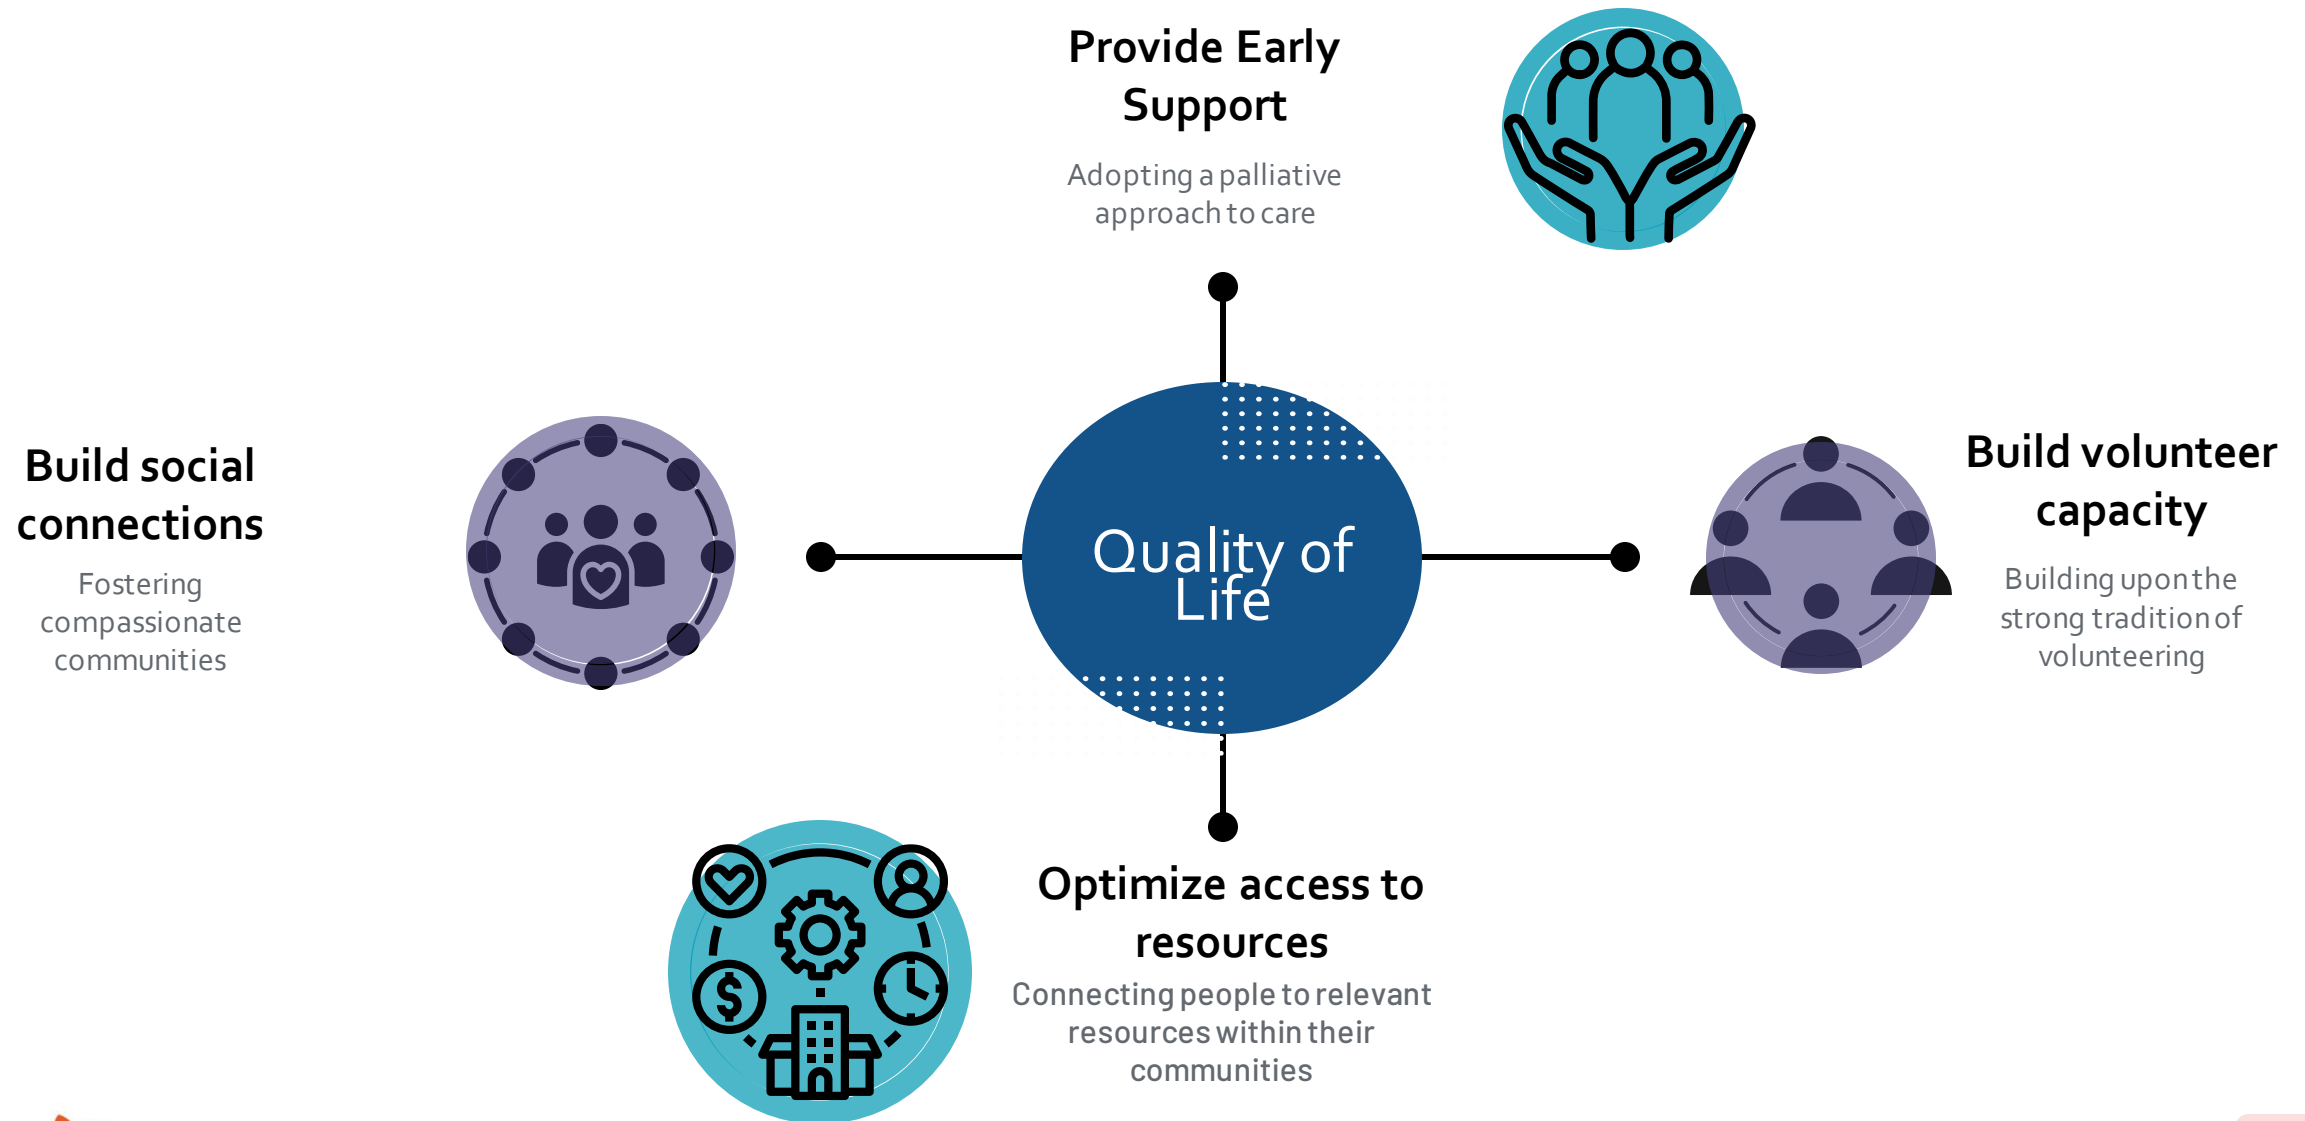 Provide Early
Support
Adopting a palliative
approach to care
Build social
connections
Fostering
compassionate
communities
Quality of
Life
Build volunteer
capacity
Building upon the
strong tradition of
volunteering
$
Optimize access to
resources
Connecting people to relevant
resources within their
communities